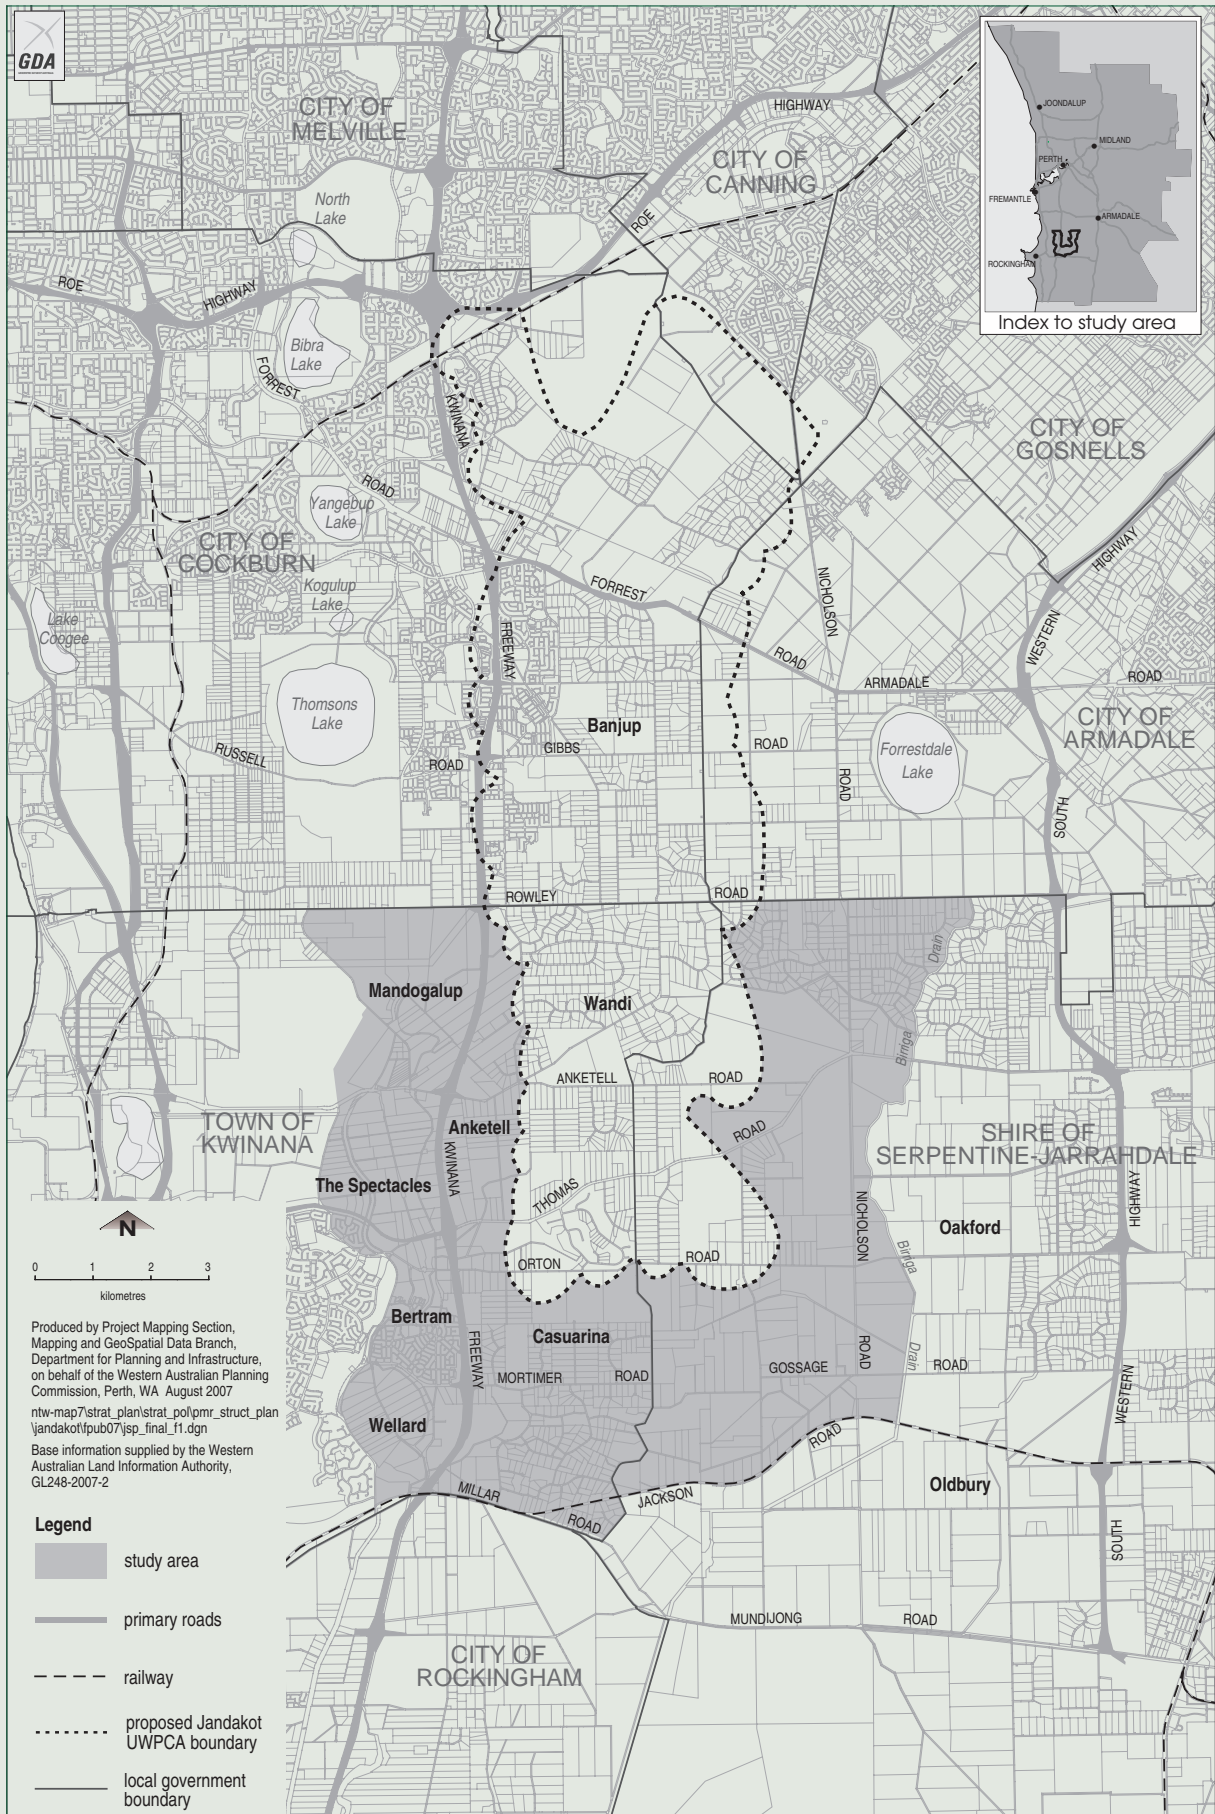 GDA
CITY OF
MELVILLE
HIGHWAY
CITY OF
CANNING
JOONDALUP
MIDLAND
PERTH
FREMANTLE
ARMADALE
ROCKINGHAM
Index to study area
North
Lake
ROE
ROE
HIGHWAY
Bibra
Lake
FORREST
KWINANA
CITY OF
GOSNELLS
ROAD
Yangebup
Lake
CITY OF
COCKBURN
HIGHWAY
Kogulup
Lake
FORREST
NICHOLSON
Lake
Coogee
FREEWAY
WESTERN
ROAD
ARMADALE
ROAD
Thomsons
Lake
Banjup
CITY OF
ARMADALE
RUSSELL
ROAD
GIBBS
ROAD
ROAD
Forrestdale
Lake
SOUTH
ROWLEY
ROAD
Drain
Mandogalup
Wandi
Birriga
ANKETELL
ROAD
TOWN OF
KWINANA
Anketell
ROAD
SHIRE OF
SERPENTINE-JARRAHDALE
KWINANA
The Spectacles
THOMAS
NICHOLSON
HIGHWAY
Oakford
N
ORTON
ROAD
Birriga
0 1 2 3
kilometres
Bertram
Casuarina
FREEWAY
MORTIMER
ROAD
GOSSAGE
ROAD
Drain
ROAD
Produced by Project Mapping Section,
Mapping and GeoSpatial Data Branch,
Department for Planning and Infrastructure,
on behalf of the Western Australian Planning
Commission, Perth, WA August 2007
ntw-map7\strat_plan\strat_pol\pmr_struct_plan
\jandakot\fpub07\jsp_final_f1.dgn
Base information supplied by the Western
Australian Land Information Authority,
GL248-2007-2
Wellard
WESTERN
ROAD
MILLAR
JACKSON
Oldbury
ROAD
SOUTH
Legend
study area
primary roads
railway
proposed Jandakot
UWPCA boundary
local government
boundary
MUNDIJONG
ROAD
CITY OF
ROCKINGHAM